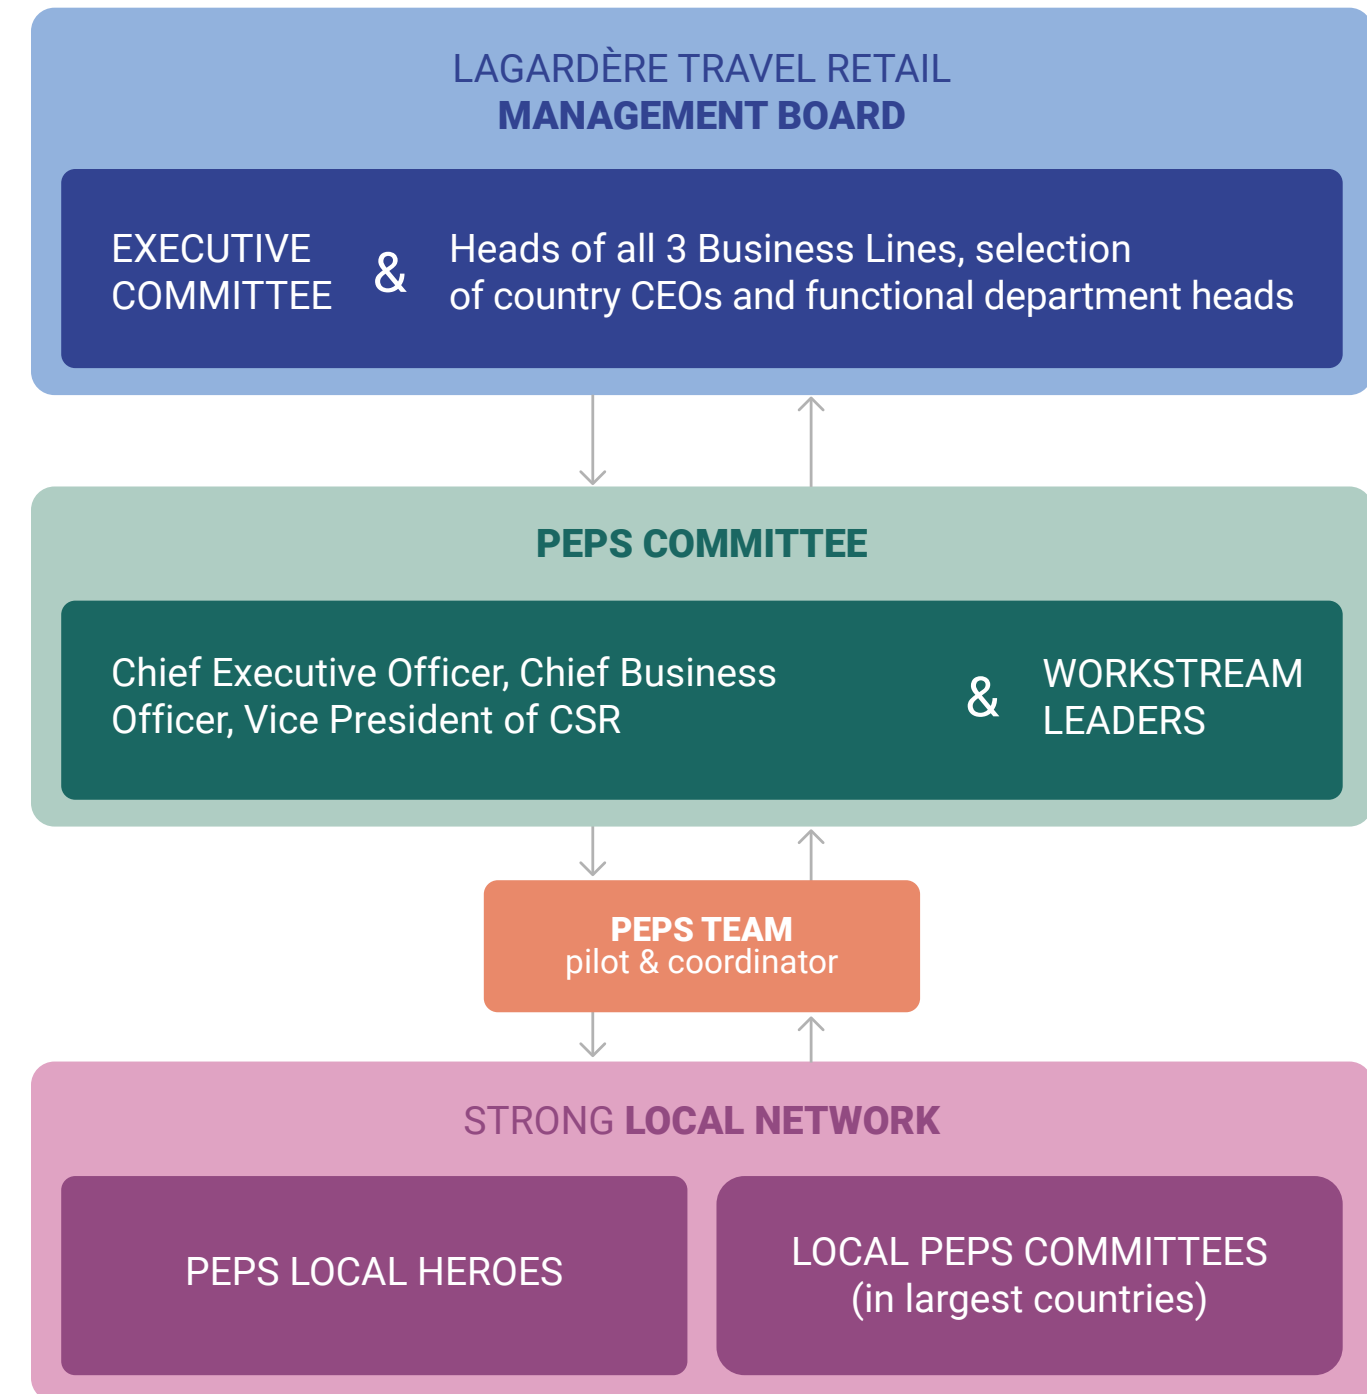 LAGARDÈRE TRAVEL RETAIL
MANAGEMENT BOARD
EXECUTIVE
COMMITTEE
&
Heads of all 3 Business Lines, selection
of country CEOs and functional department heads
PEPS COMMITTEE
Chief Executive Officer, Chief Business
Officer, Vice President of CSR
&
WORKSTREAM
LEADERS
PEPS TEAM
pilot & coordinator
STRONG LOCAL NETWORK
PEPS LOCAL HEROES
LOCAL PEPS COMMITTEES
(in largest countries)